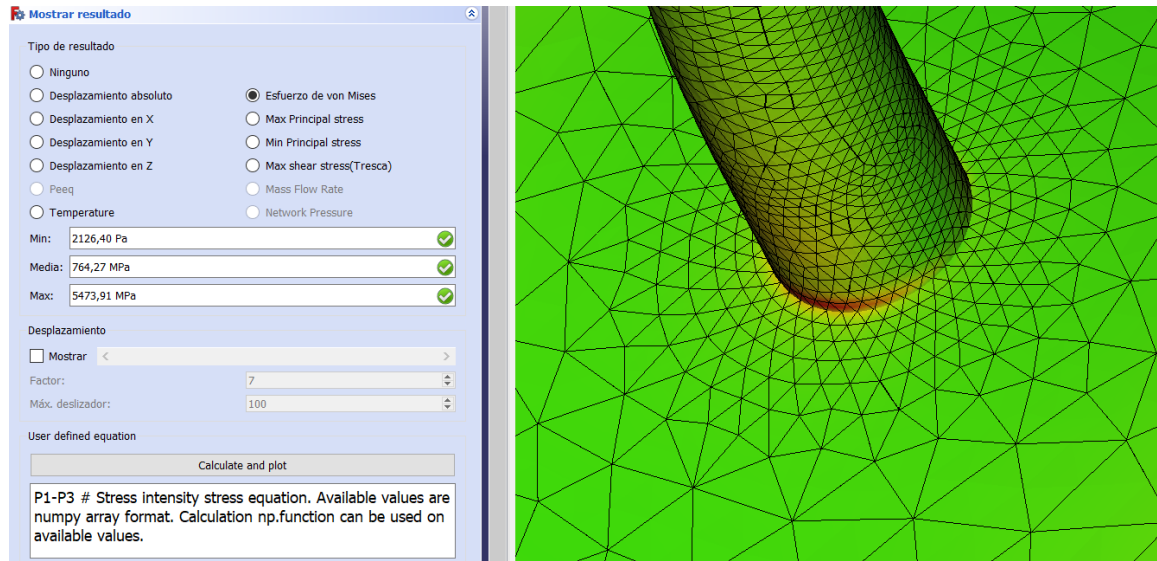 Mostrar resultado
Tipo de resultado
Ninguno
Desplazamiento absoluto
Esfuerzo de von Mises
Desplazamiento en X
Max Principal stress
Desplazamiento en Y
Min Principal stress
Desplazamiento en Z
Max shear stress(Tresca)
Peeq
Mass Flow Rate
Temperature
Network Pressure
Min: 2126,40 Pa
Media: 764,27 MPa
Max: 5473,91 MPa
Desplazamiento
Mostrar
Factor: 7
Máx. deslizador: 100
User defined equation
Calculate and plot
P1-P3 # Stress intensity stress equation. Available values are
numpy array format. Calculation np.function can be used on
available values.